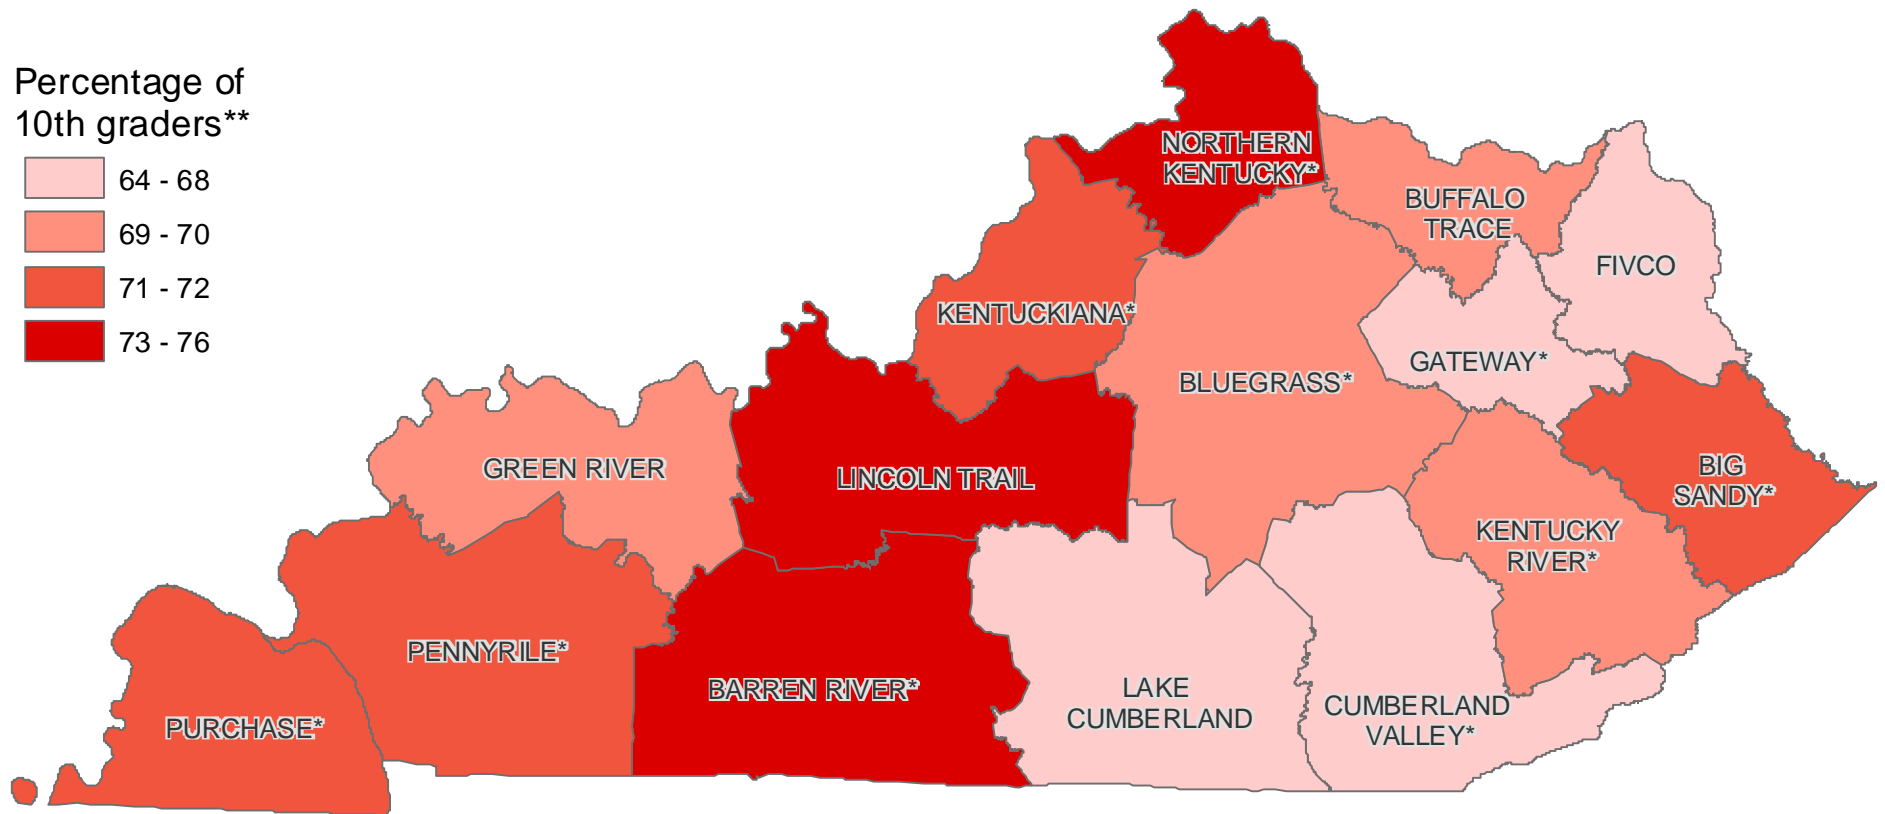 Percentage of
10th graders**
64 - 68
69 - 70
71 - 72
73 - 76
NORTHERN
KENTUCKY*
BUFFALO
TRACE
FIVCO
KENTUCKIANA*
GATEWAY*
BLUEGRASS*
GREEN RIVER
LINCOLN TRAIL
BIG
SANDY*
KENTUCKY
RIVER*
PENNYRILE*
BARREN RIVER*
LAKE
CUMBERLAND
CUMBERLAND
VALLEY*
PURCHASE*